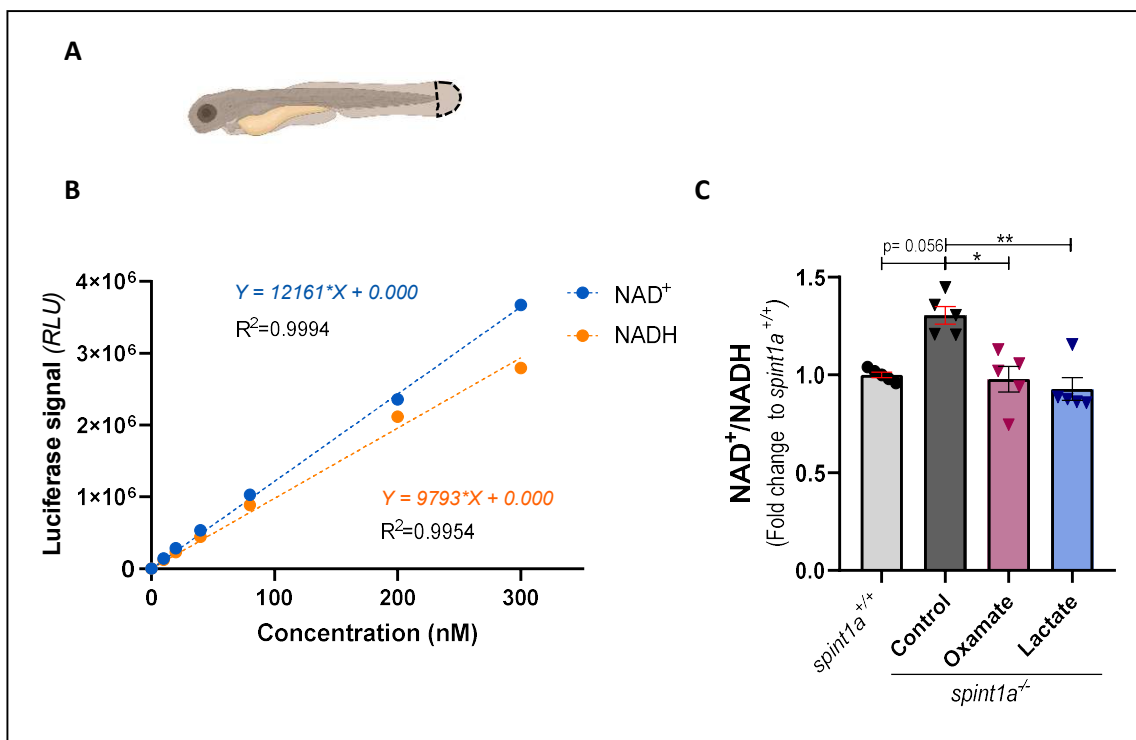 A
B
Luciferase signal (RLU)
4×10⁶
3×10⁶
2×10⁶
1×10⁶
0
0
100
200
300
Concentration (nM)
Y = 12161*X + 0.000
R²=0.9994
NAD⁺
NADH
Y = 9793*X + 0.000
R²=0.9954
C
NAD⁺/NADH
(Fold change to spint1a⁺/⁺)
p= 0.056
**
*
1.5
1.0
0.5
0.0
spint1a⁺/⁺
Control
Oxamate
Lactate
spint1a⁻/⁻